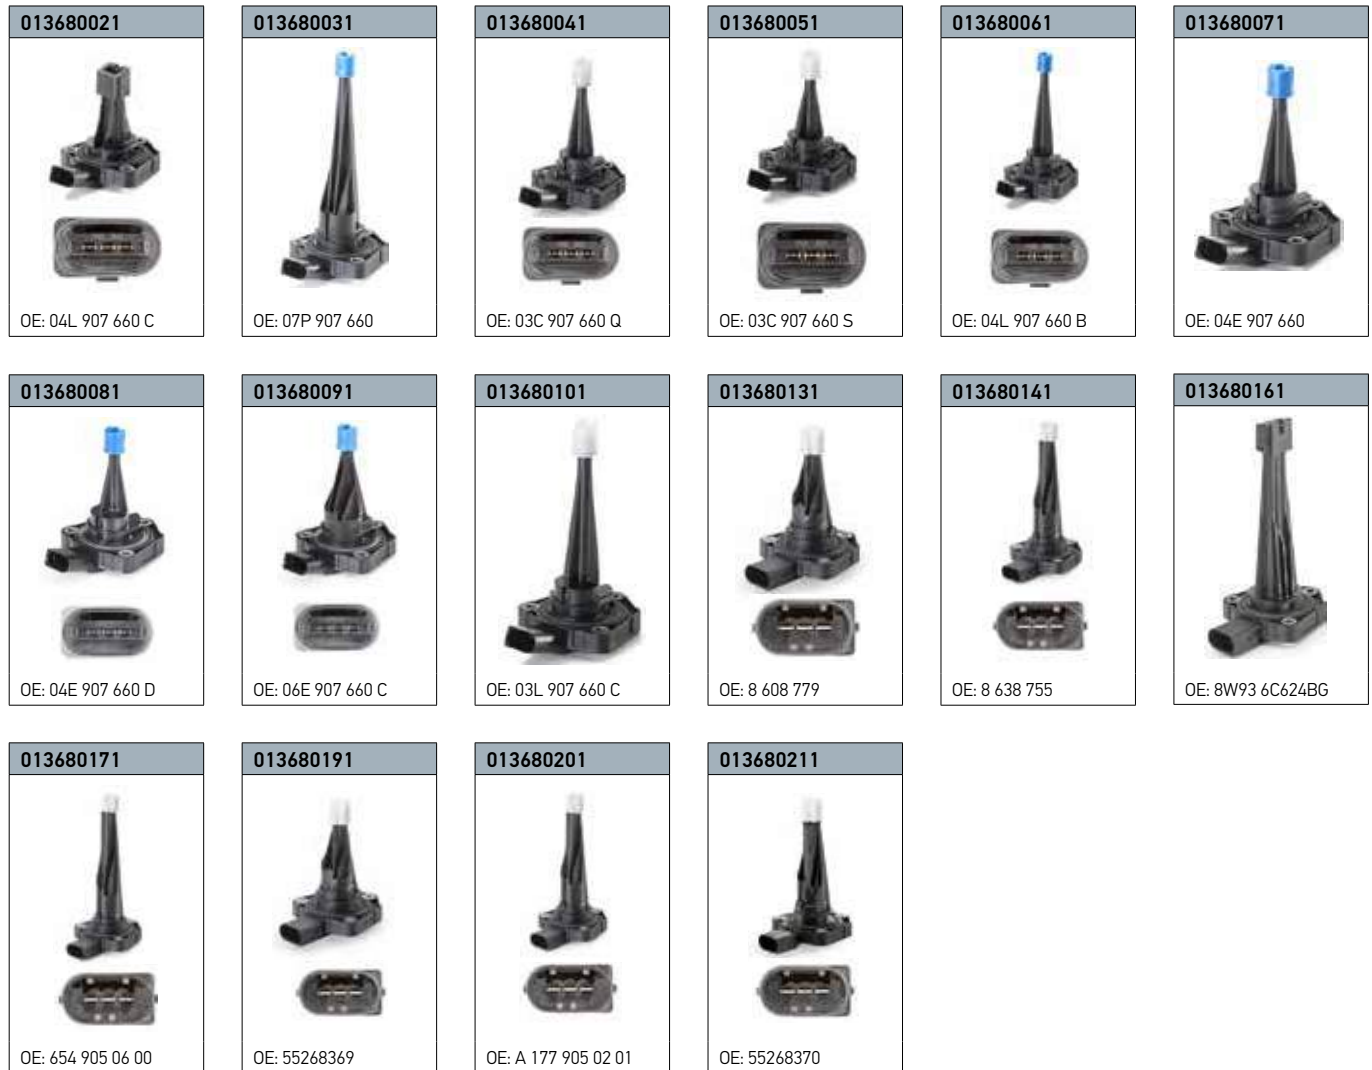 013680021
OE: 04L 907 660 C
013680031
OE: 07P 907 660
013680041
OE: 03C 907 660 Q
013680051
OE: 03C 907 660 S
013680061
OE: 04L 907 660 B
013680071
OE: 04E 907 660
013680081
OE: 04E 907 660 D
013680091
OE: 06E 907 660 C
013680101
OE: 03L 907 660 C
013680131
OE: 8 608 779
013680141
OE: 8 638 755
013680161
OE: 8W93 6C624BG
013680171
OE: 654 905 06 00
013680191
OE: 55268369
013680201
OE: A 177 905 02 01
013680211
OE: 55268370